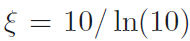 ξ = 10/ ln(10)